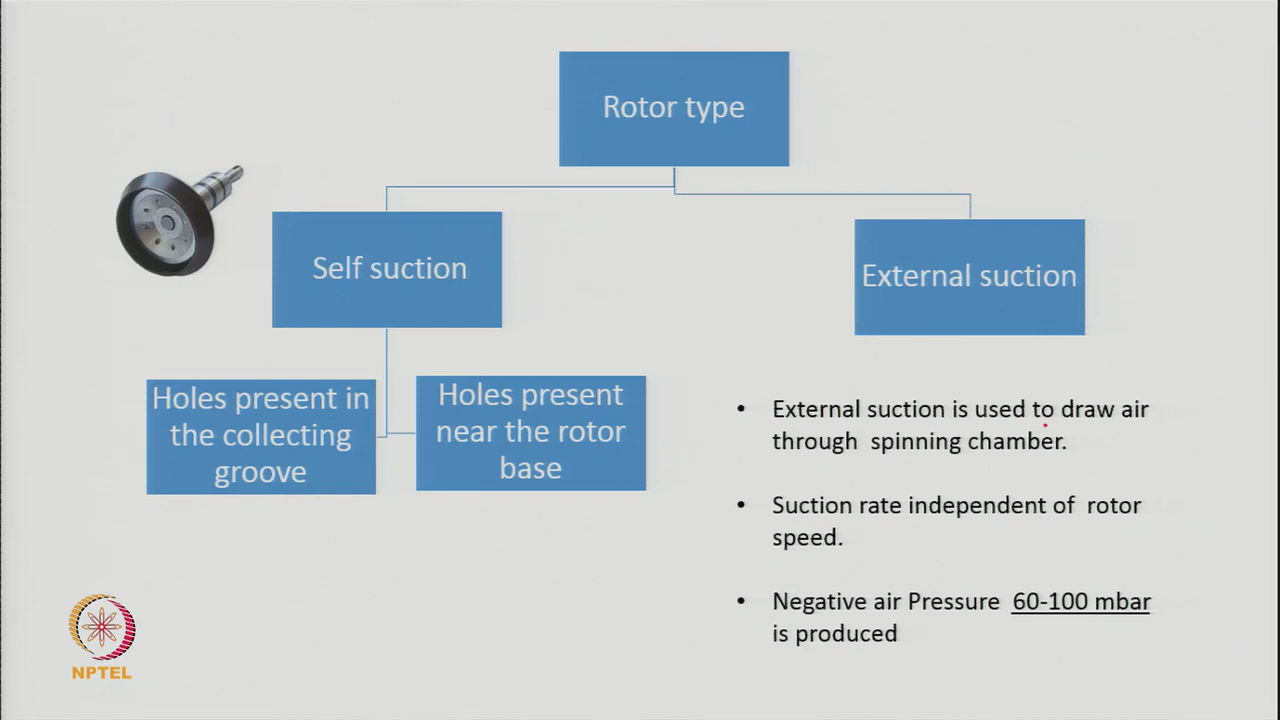 Rotor type
Self suction
External suction
Holes present in
the collecting
groove
Holes present
near the rotor
base
• External suction is used to draw air
through spinning chamber.
• Suction rate independent of rotor
speed.
• Negative air Pressure 60-100 mbar
is produced
NPTEL